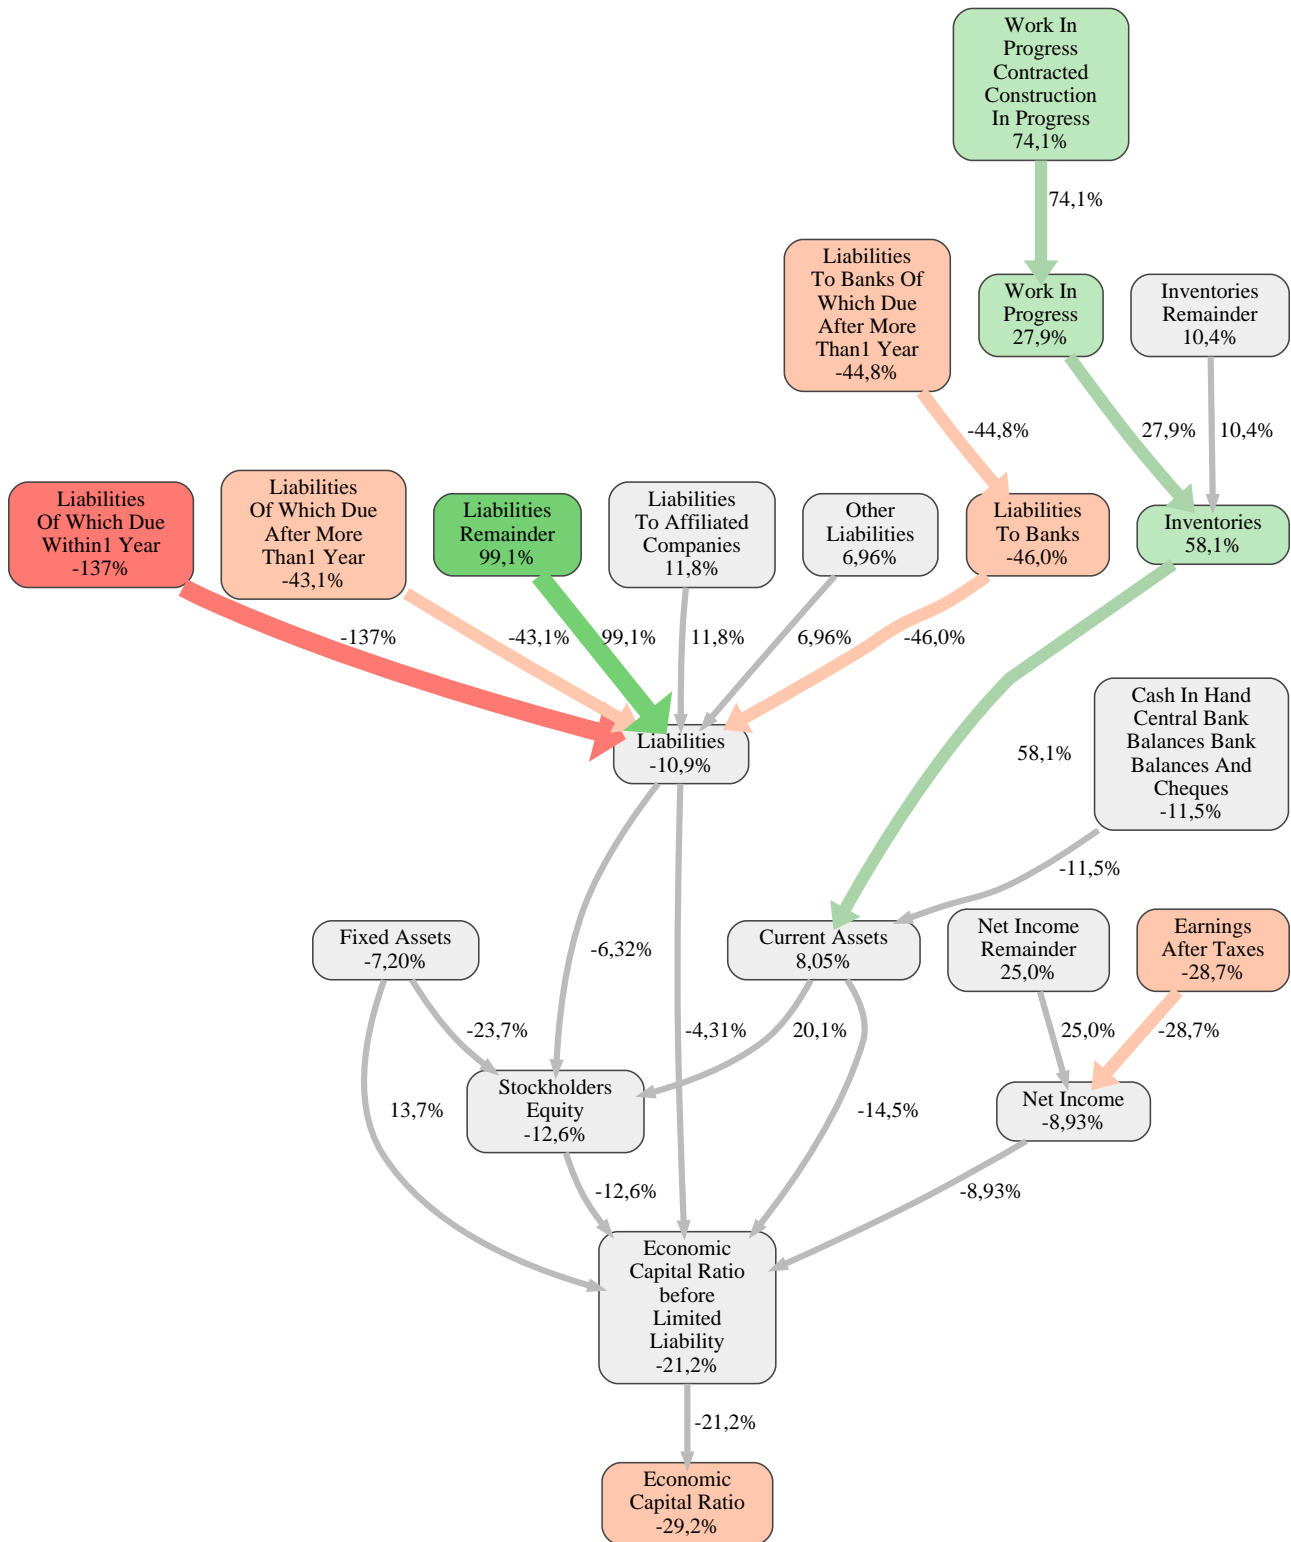 Work In
Progress
Contracted
Construction
In Progress
74,1%
74,1%
Liabilities
To Banks Of
Which Due
After More
Than1 Year
-44,8%
Work In
Progress
27,9%
Inventories
Remainder
10,4%
-44,8%
27,9%
10,4%
Liabilities
Of Which Due
Within1 Year
-137%
Liabilities
Of Which Due
After More
Than1 Year
-43,1%
Liabilities
Remainder
99,1%
Liabilities
To Affiliated
Companies
11,8%
Other
Liabilities
6,96%
Liabilities
To Banks
-46,0%
Inventories
58,1%
-137%
-43,1%
99,1%
11,8%
6,96%
-46,0%
58,1%
Liabilities
-10,9%
Cash In Hand
Central Bank
Balances Bank
Balances And
Cheques
-11,5%
-11,5%
Fixed Assets
-7,20%
-6,32%
Current Assets
8,05%
Net Income
Remainder
25,0%
Earnings
After Taxes
-28,7%
-23,7%
-4,31%
20,1%
25,0%
-28,7%
13,7%
Stockholders
Equity
-12,6%
-14,5%
Net Income
-8,93%
-12,6%
-8,93%
Economic
Capital Ratio
before
Limited
Liability
-21,2%
-21,2%
Economic
Capital Ratio
-29,2%